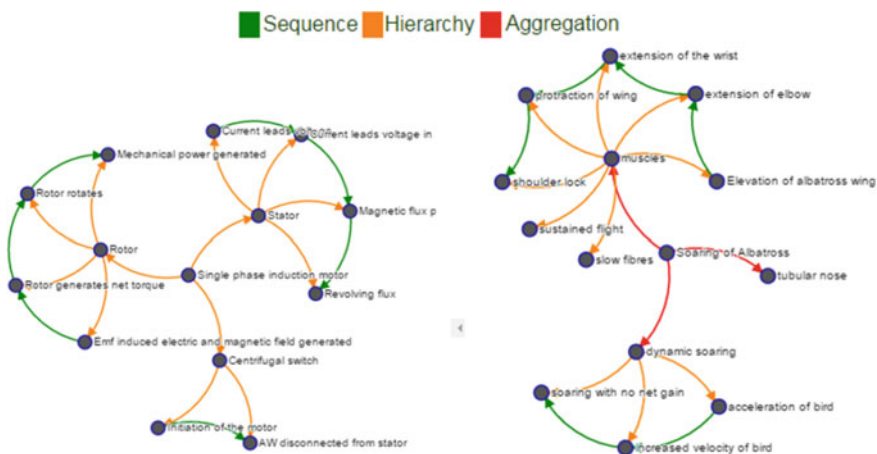 Sequence Hierarchy Aggregation
Current leads voltage in
Mechanical power generated
Rotor rotates
Stator
Magnetic flux p
Rotor
Single phase induction motor
Rotor generates net torque
Revolving flux
Emf induced electric and magnetic field generated
Centrifugal switch
Initiation of the motor
AW disconnected from stator
extension of the wrist
protraction of wing
extension of elbow
muscles
shoulder lock
Elevation of albatross wing
sustained flight
slow fibres
Soaring of Albatross
tubular nose
dynamic soaring
soaring with no net gain
acceleration of bird
increased velocity of bird